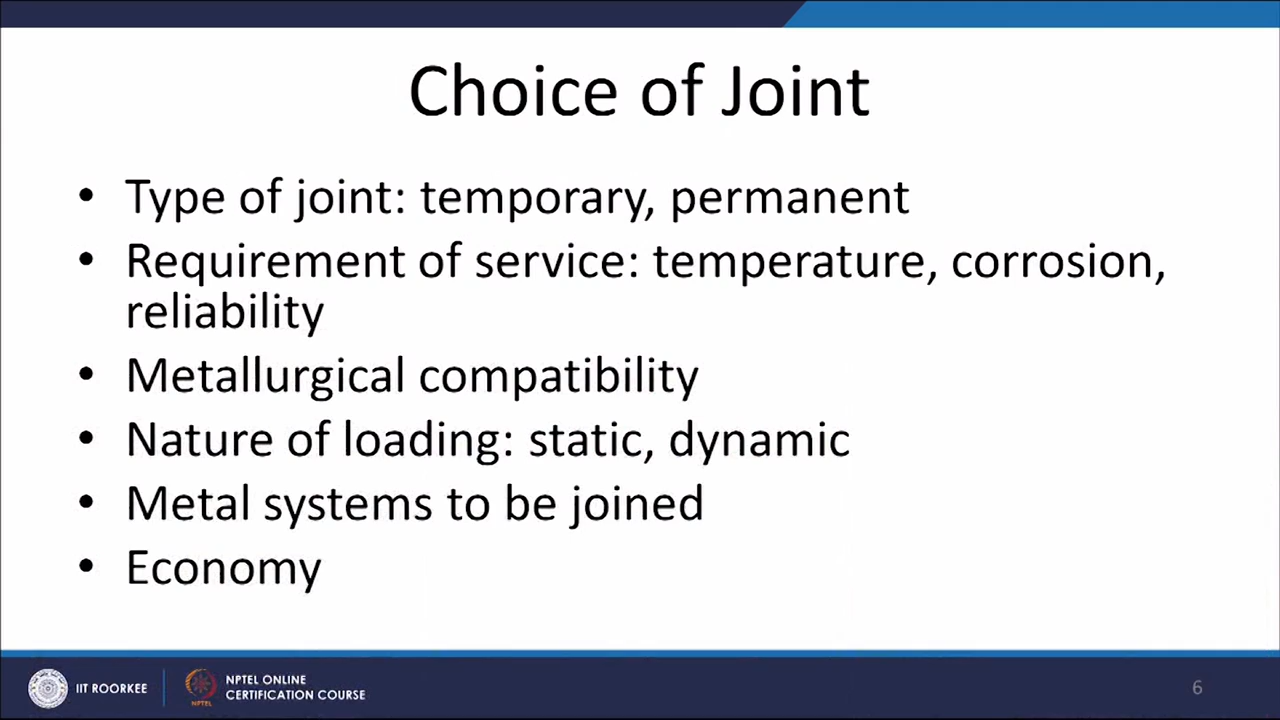 Choice of Joint
• Type of joint: temporary, permanent
• Requirement of service: temperature, corrosion,
reliability
• Metallurgical compatibility
• Nature of loading: static, dynamic
• Metal systems to be joined
• Economy
IIT ROORKEE
NPTEL
NPTEL ONLINE
CERTIFICATION COURSE
6